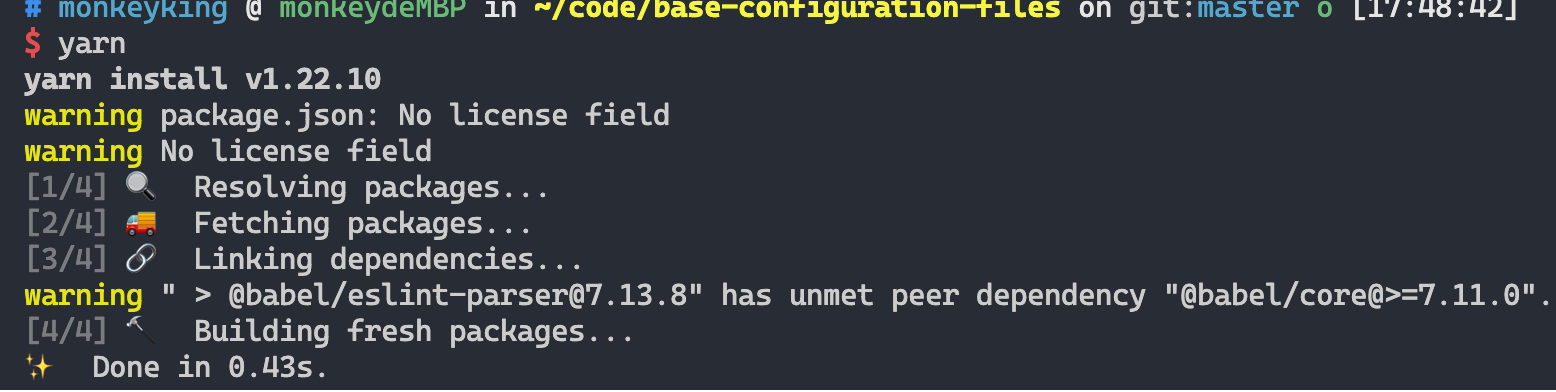 # monkeyking @ monkeydeMBP in ~/code/base-configuration-files on git:master o [17:48:42]
$ yarn
yarn install v1.22.10
warning package.json: No license field
warning No license field
[1/4] 🔍 Resolving packages...
[2/4] 🚚 Fetching packages...
[3/4] 🔗 Linking dependencies...
warning " > @babel/eslint-parser@7.13.8" has unmet peer dependency "@babel/core@>=7.11.0".
[4/4] 🔨 Building fresh packages...
✨ Done in 0.43s.